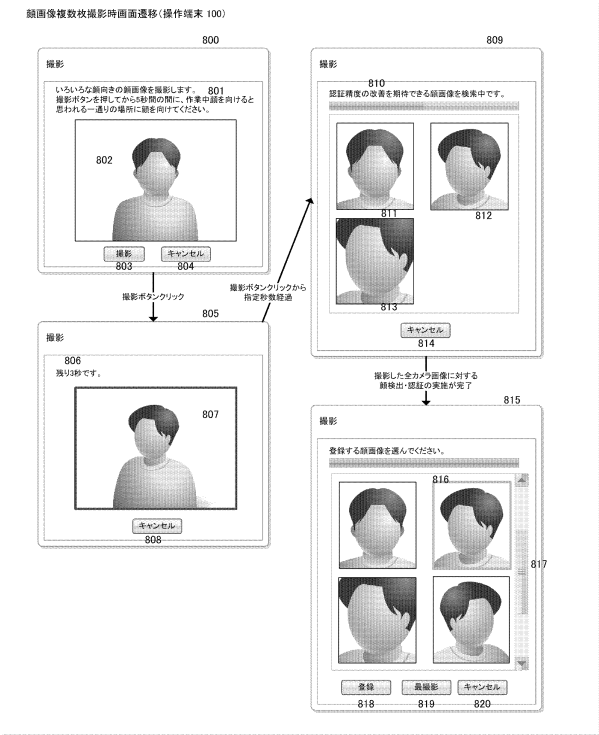 顔画像複数枚撮影時画面遷移(操作端末 100)
800
撮影
いろいろな顔向きの顔画像を撮影します。
801
撮影ボタンを押してから5秒間の間に、作業中顔を向けると
思われる一通りの場所に顔を向けてください。
802
撮影
キャンセル
803
804
撮影ボタンクリック
805
撮影
806
残り3秒です。
807
キャンセル
808
撮影ボタンクリックから
指定秒数経過
809
撮影
810
認証精度の改善を期待できる顔画像を検索中です。
811
812
813
キャンセル
814
撮影した全カメラ画像に対する
顔検出・認証の実施が完了
815
撮影
登録する顔画像を選んでください。
816
817
登録
最撮影
キャンセル
818
819
820